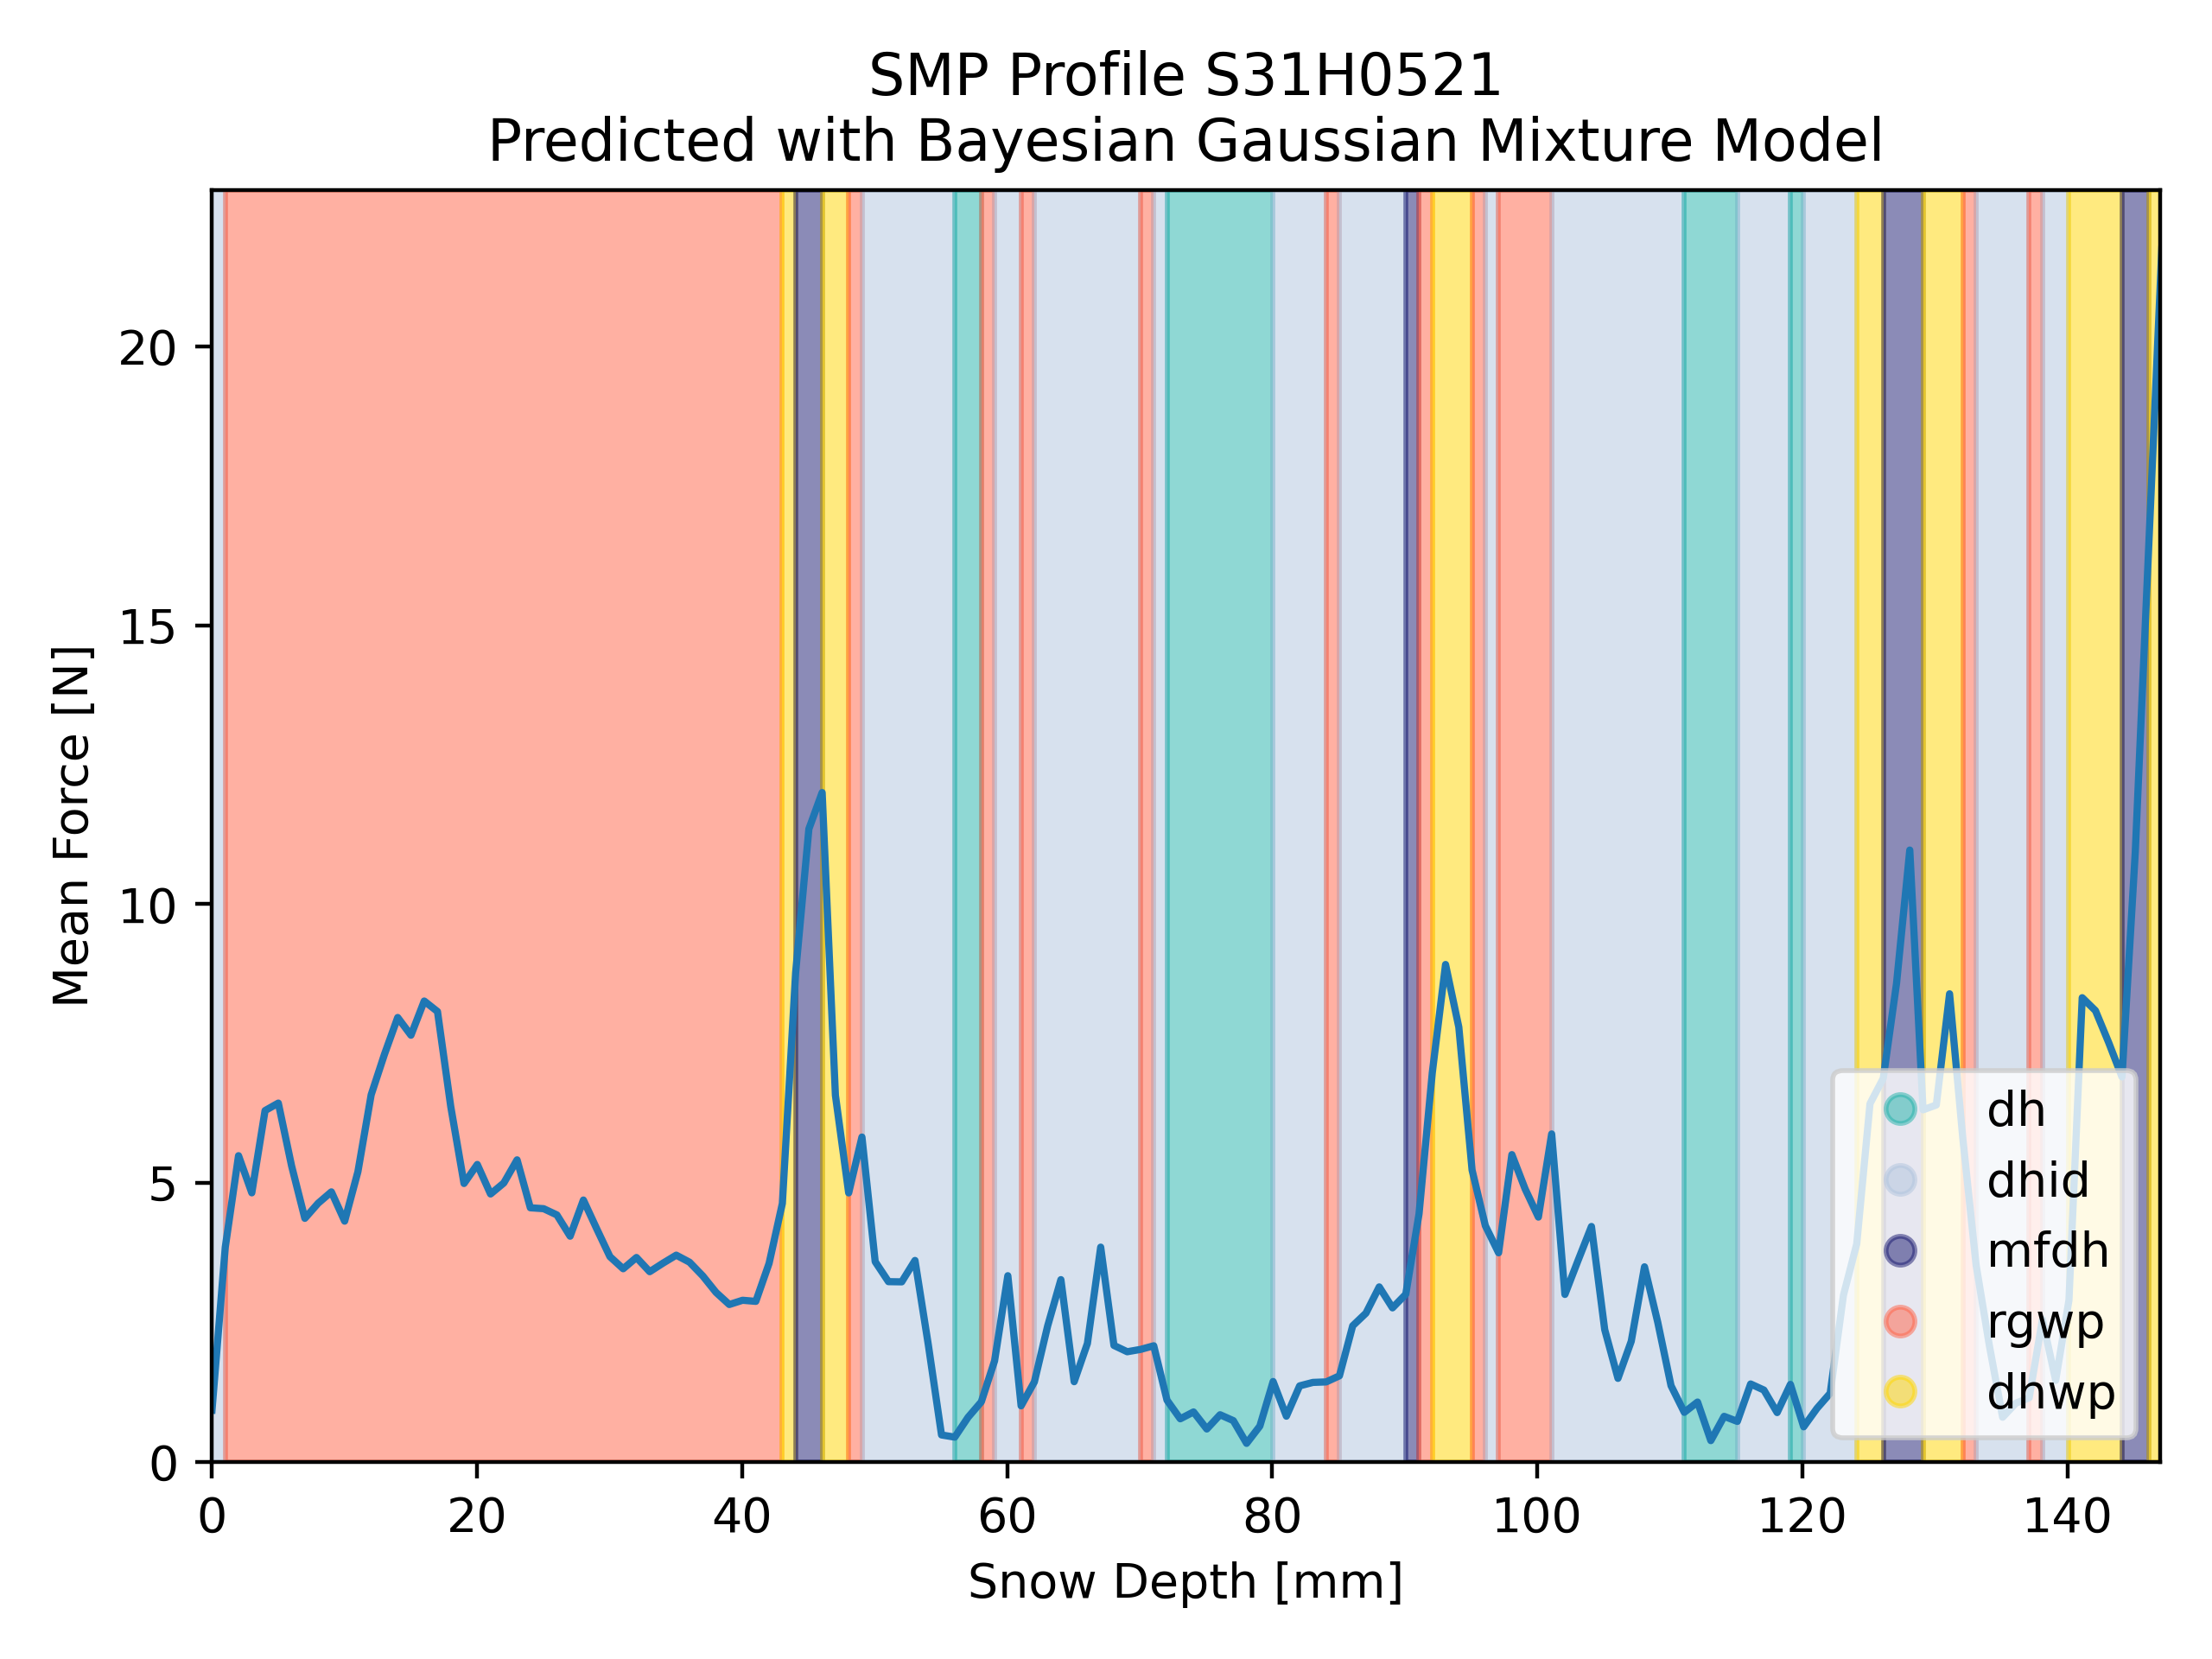 SMP Profile S31H0521
Predicted with Bayesian Gaussian Mixture Model
Mean Force [N]
20
15
10
5
0
dh
dhid
mfdh
rgwp
dhwp
0 20 40 60 80 100 120 140
Snow Depth [mm]